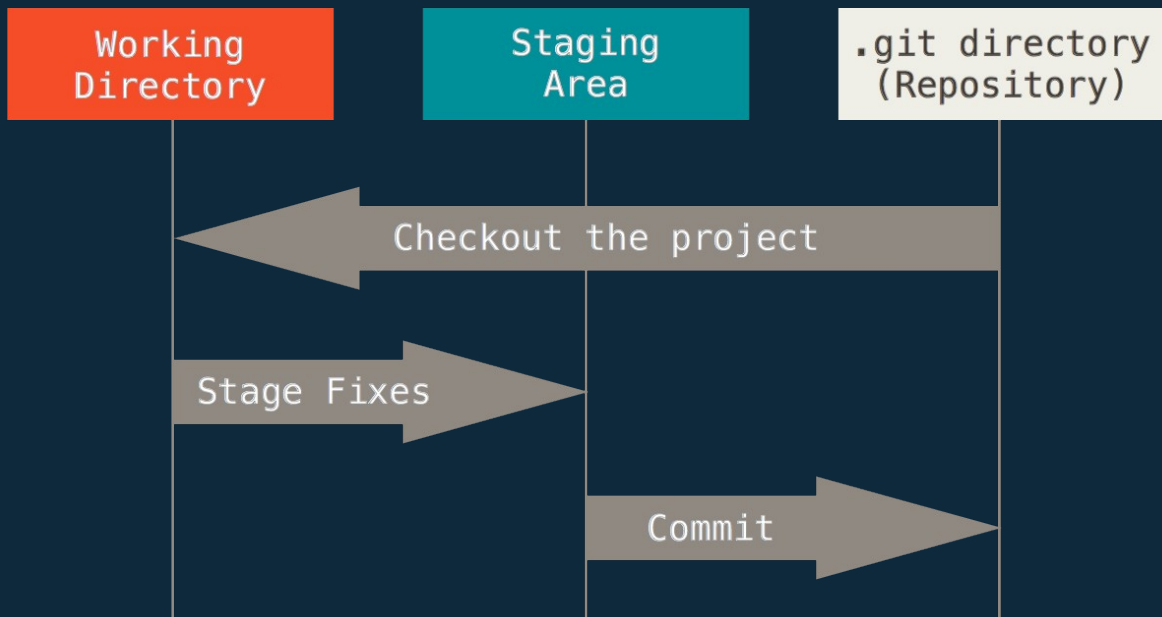 Working
Directory
Staging
Area
.git directory
(Repository)
Checkout the project
Stage Fixes
Commit